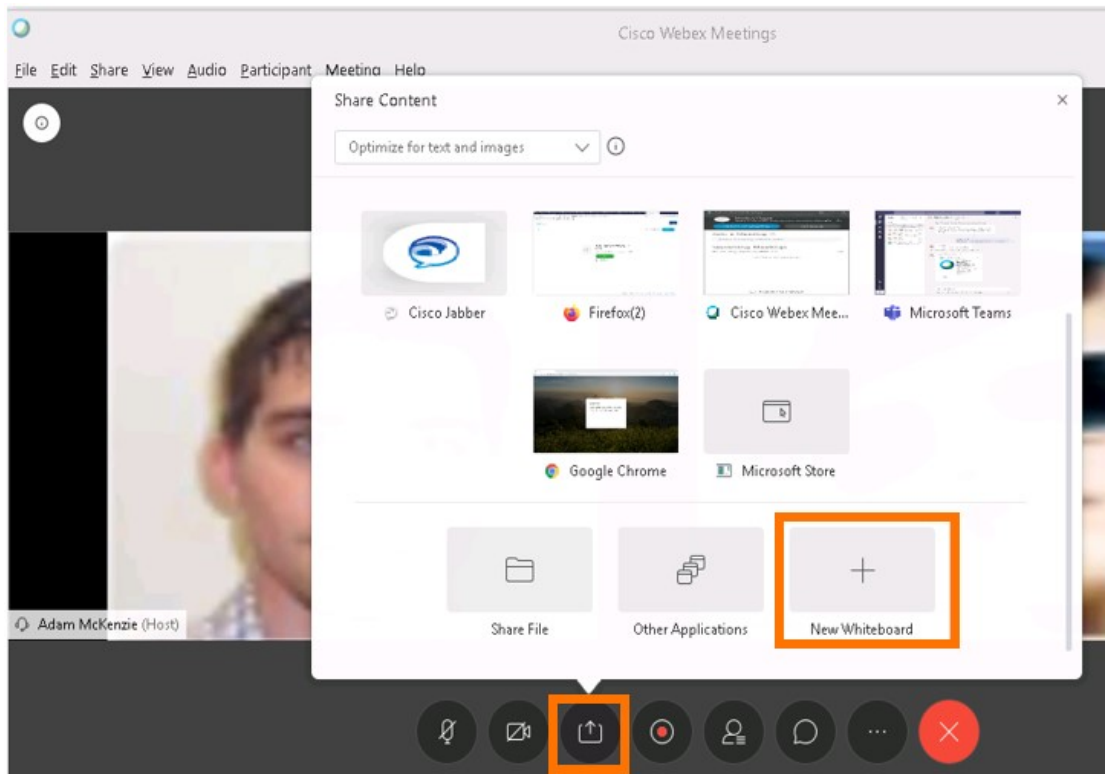 Cisco Webex Meetings
File Edit Share View Audio Participant Meeting Help
Share Content
Optimize for text and images
Cisco Jabber
Firefox(2)
Cisco Webex Mee...
Microsoft Teams
Google Chrome
Microsoft Store
Share File
Other Applications
New Whiteboard
Adam McKenzie (Host)